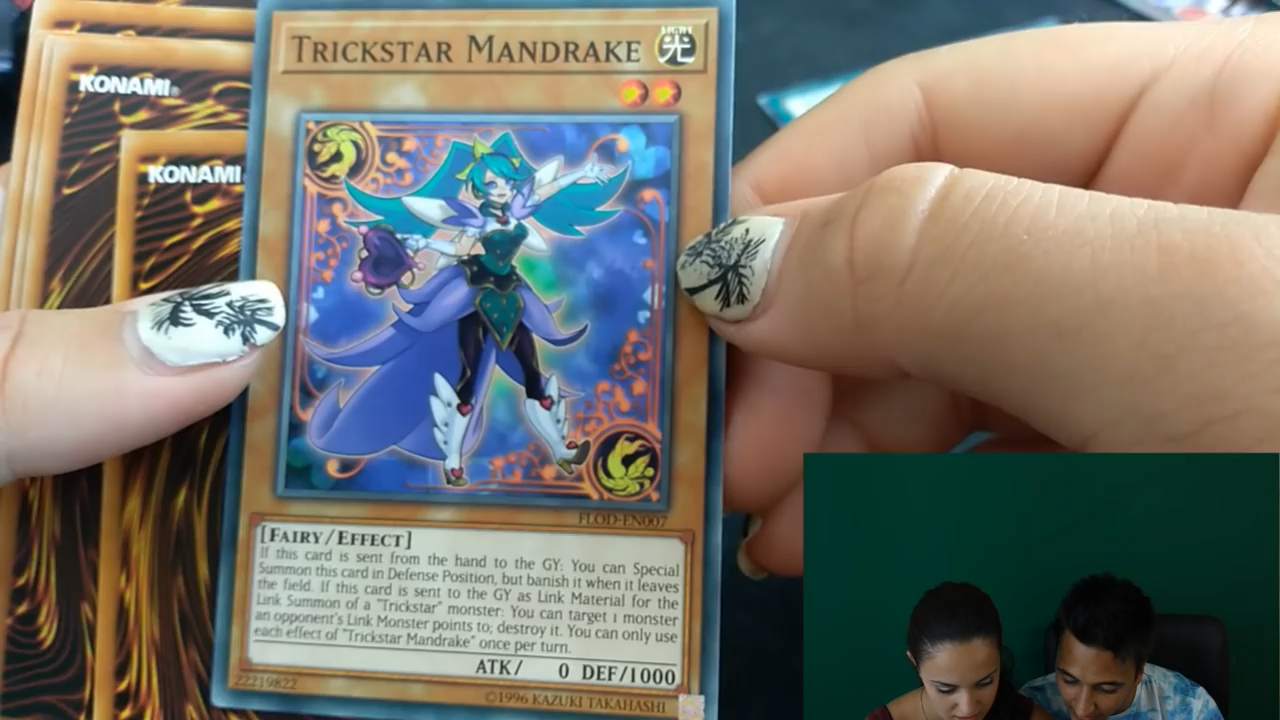 KONAMI®
KONAMI
TRICKSTAR MANDRAKE
LIGHT
光
FLOD-EN007
[FAIRY/EFFECT]
If this card is sent from the hand to the GY: You can Special
Summon this card in Defense Position, but banish it when it leaves
the field. If this card is sent to the GY as Link Material for the
Link Summon of a "Trickstar" monster: You can target 1 monster
an opponent's Link Monster points to; destroy it. You can only use
each effect of "Trickstar Mandrake" once per turn.
ATK/ 0 DEF/1000
22219822
©1996 KAZUKI TAKAHASHI